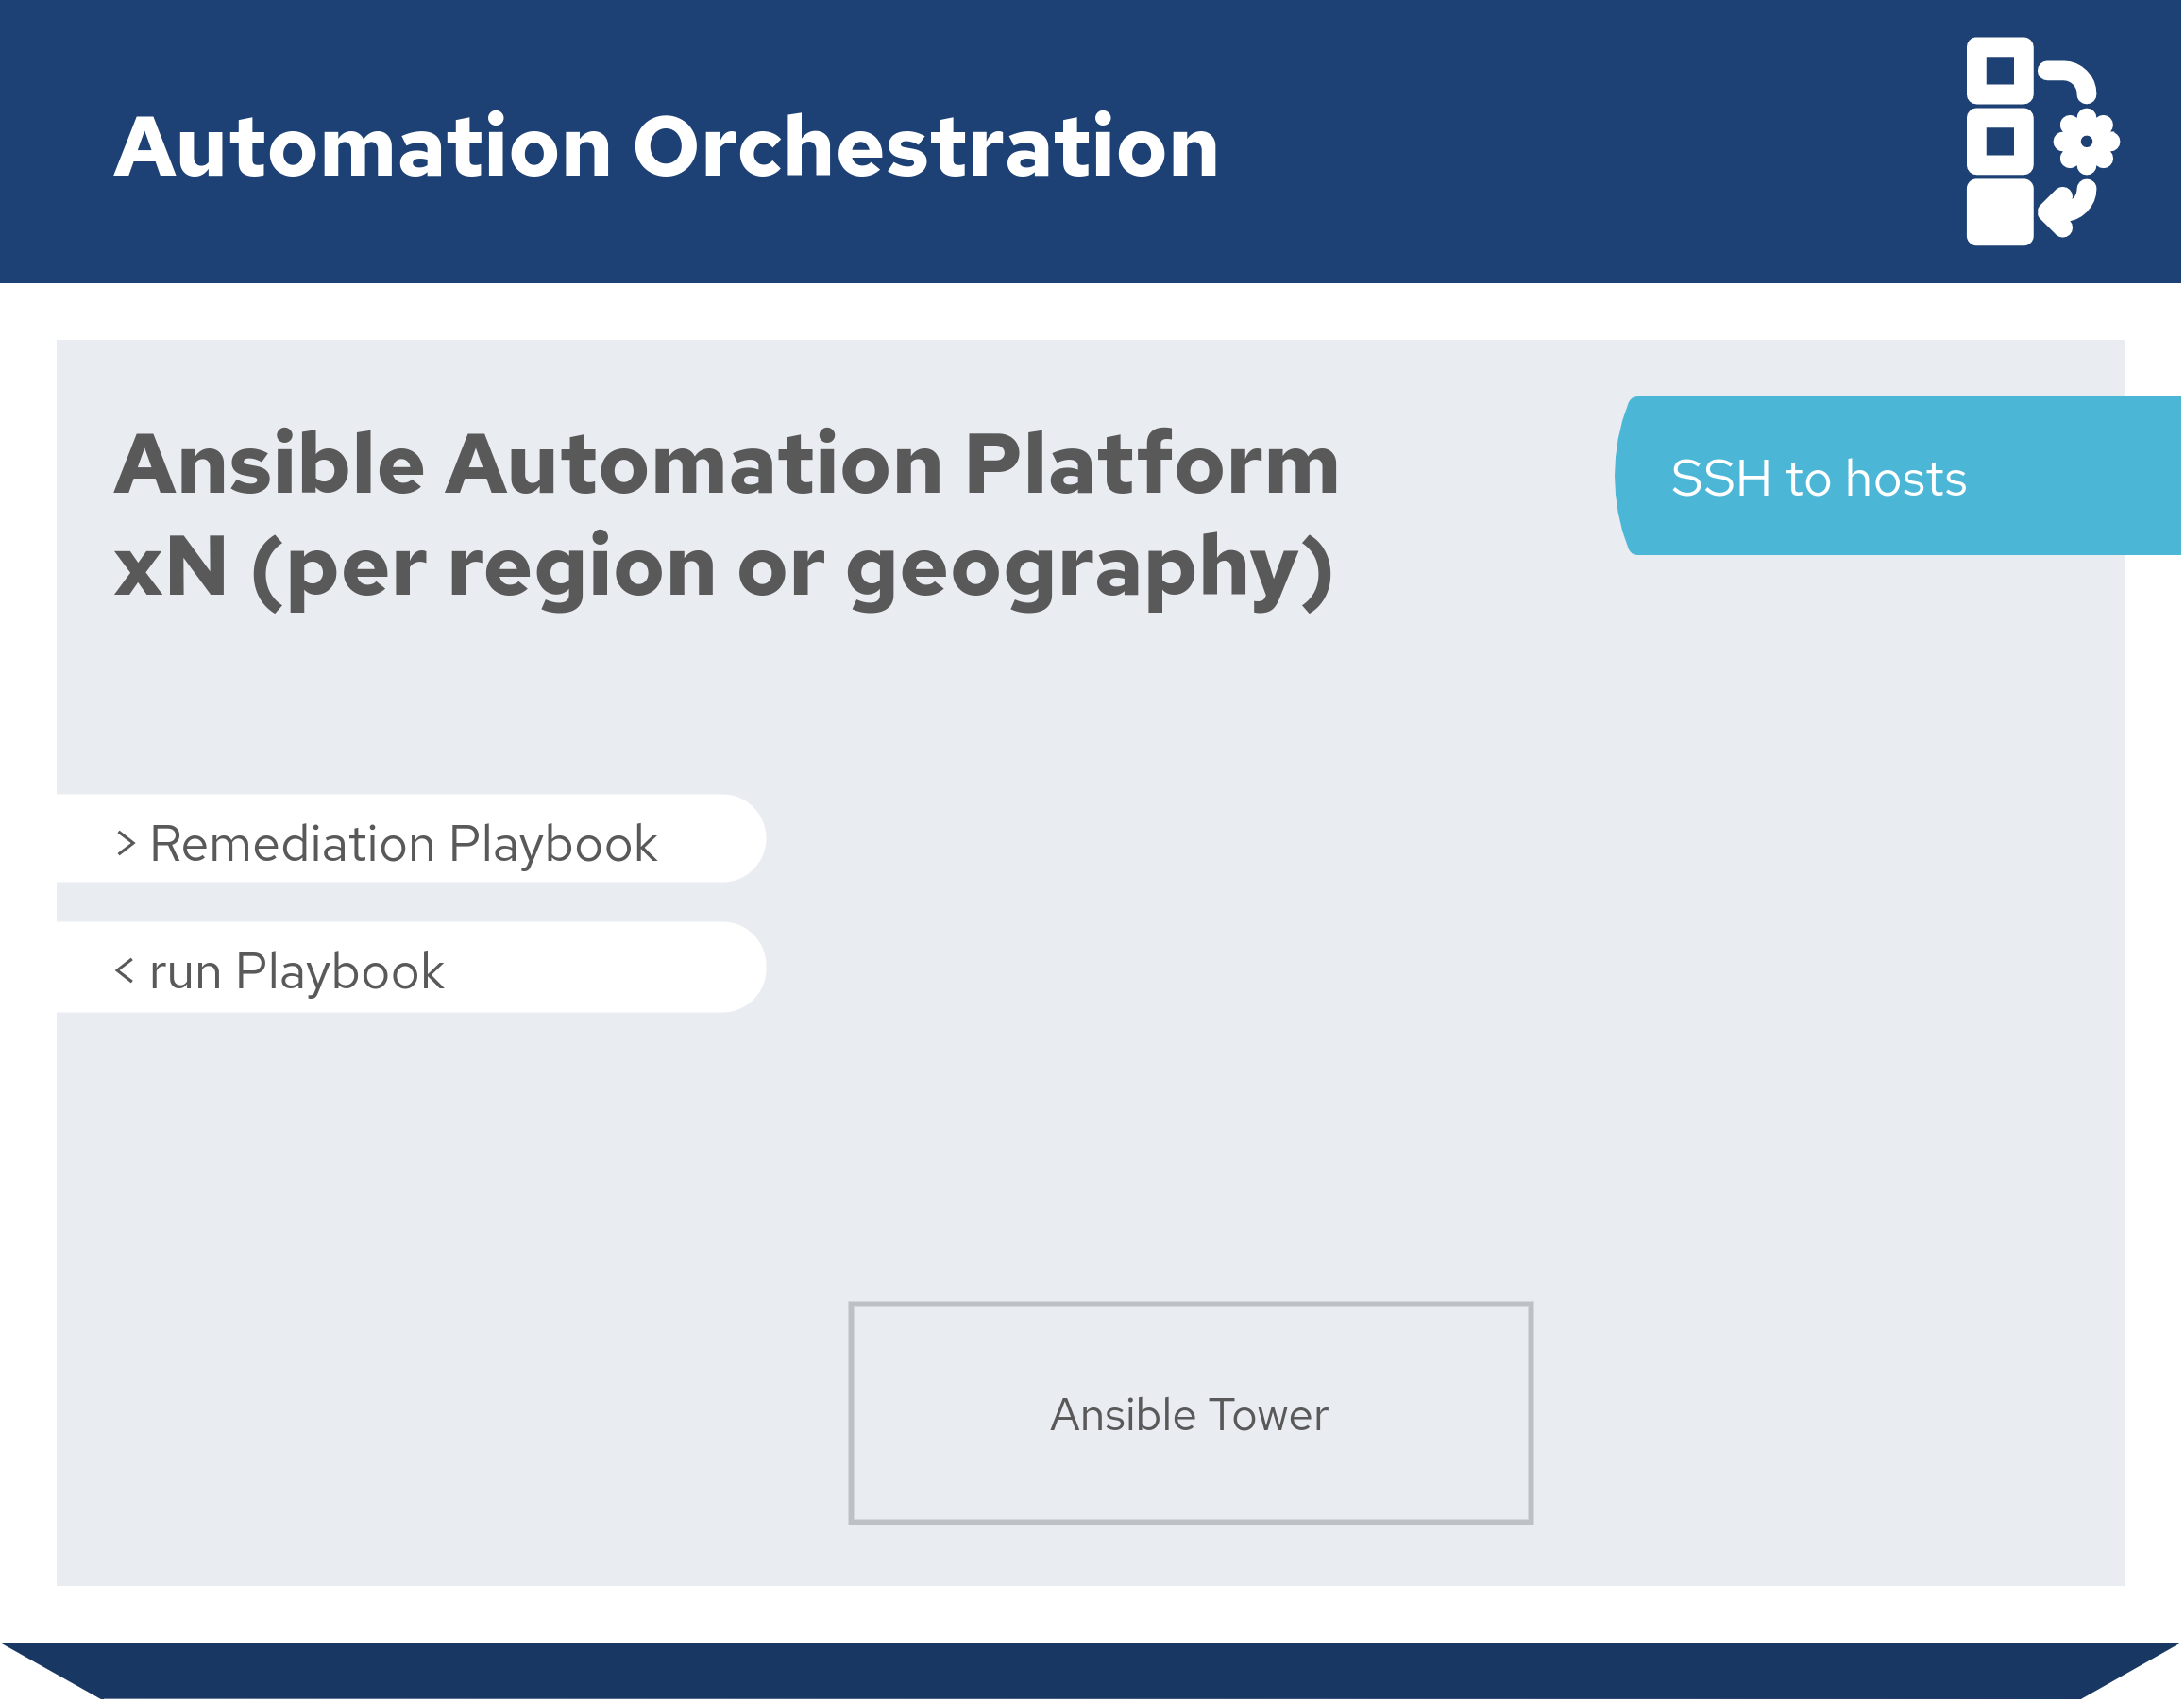 Automation Orchestration
Ansible Automation Platform
xN (per region or geography)
SSH to hosts
> Remediation Playbook
< run Playbook
Ansible Tower